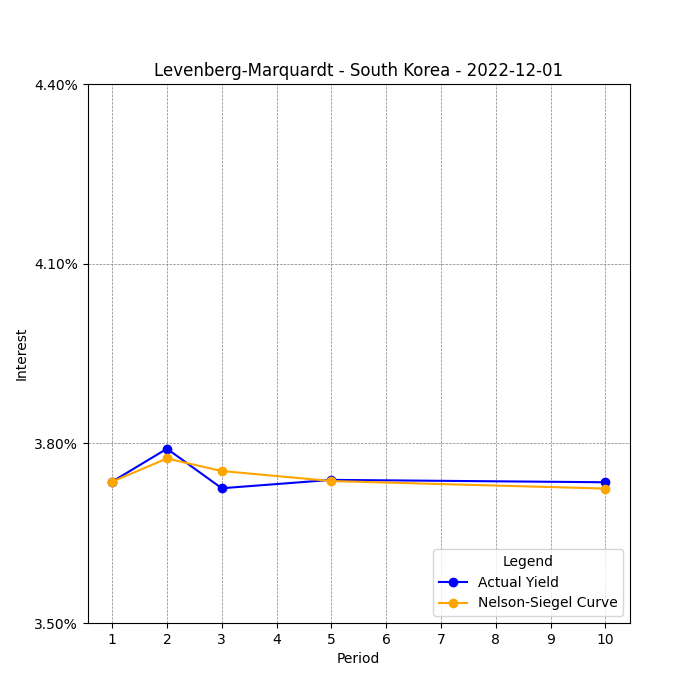 Levenberg-Marquardt - South Korea - 2022-12-01
4.40%
4.10%
3.80%
3.50%
Interest
1 2 3 4 5 6 7 8 9 10
Period
Legend
Actual Yield
Nelson-Siegel Curve